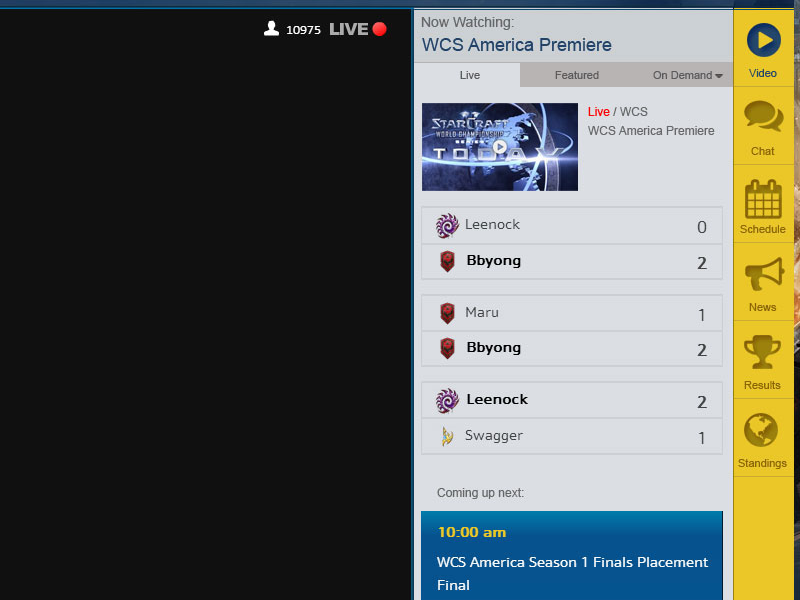 10975 LIVE
Now Watching:
WCS America Premiere
Live Featured On Demand
STARCRAFT
WORLD CHAMPIONSHIP
SERIES
TODAY
Live / WCS
WCS America Premiere
Leenock 0
Bbyong 2
Maru 1
Bbyong 2
Leenock 2
Swagger 1
Coming up next:
10:00 am
WCS America Season 1 Finals Placement
Final
Video
Chat
Schedule
News
Results
Standings